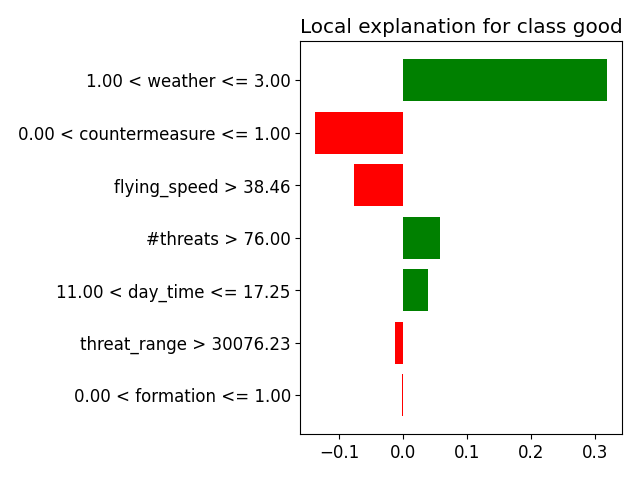 Local explanation for class good
1.00 < weather <= 3.00
0.00 < countermeasure <= 1.00
flying_speed > 38.46
#threats > 76.00
11.00 < day_time <= 17.25
threat_range > 30076.23
0.00 < formation <= 1.00
−0.1 0.0 0.1 0.2 0.3